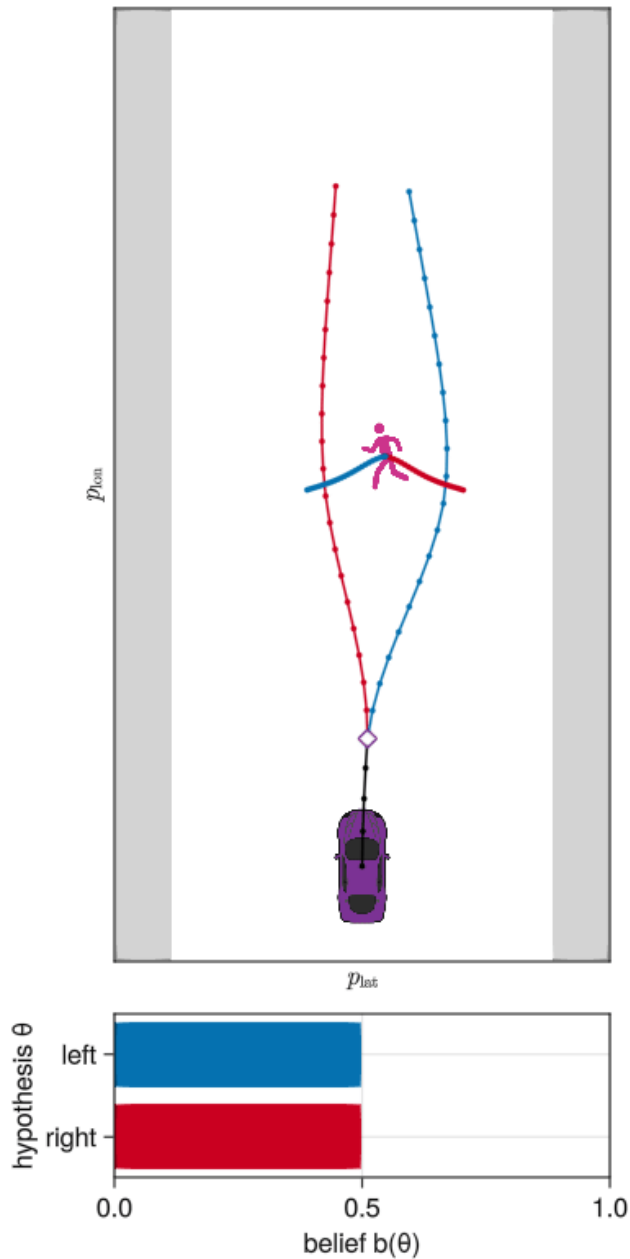 p_lon
p_lat
hypothesis θ
left
right
0.0 0.5 1.0
belief b(θ)